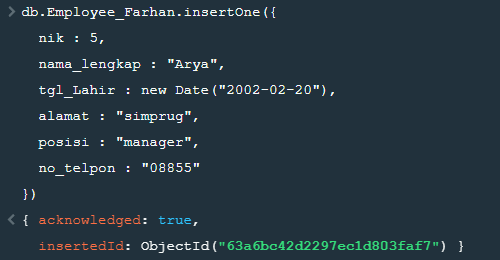 > db.Employee_Farhan.insertOne({
nik : 5,
nama_lengkap : "Arya",
tgl_Lahir : new Date("2002-02-20"),
alamat : "simprug",
posisi : "manager",
no_telpon : "08855"
})
< { acknowledged: true,
insertedId: ObjectId("63a6bc42d2297ec1d803faf7") }